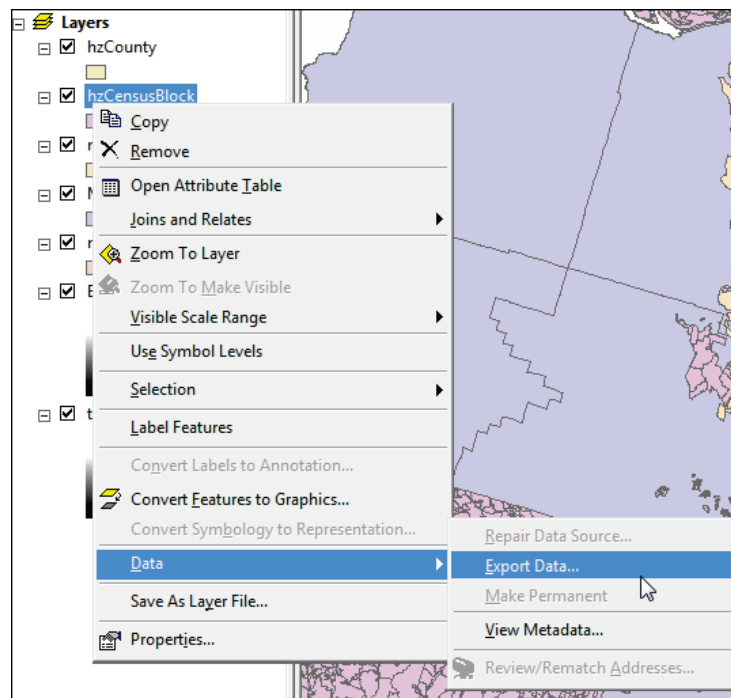 Layers
hzCounty
hzCensusBlock
Copy
Remove
Open Attribute Table
Joins and Relates
Zoom To Layer
Zoom To Make Visible
Visible Scale Range
Use Symbol Levels
Selection
Label Features
Convert Labels to Annotation...
Convert Features to Graphics...
Convert Symbology to Representation...
Data
Save As Layer File...
Properties...
Repair Data Source...
Export Data...
Make Permanent
View Metadata...
Review/Rematch Addresses...